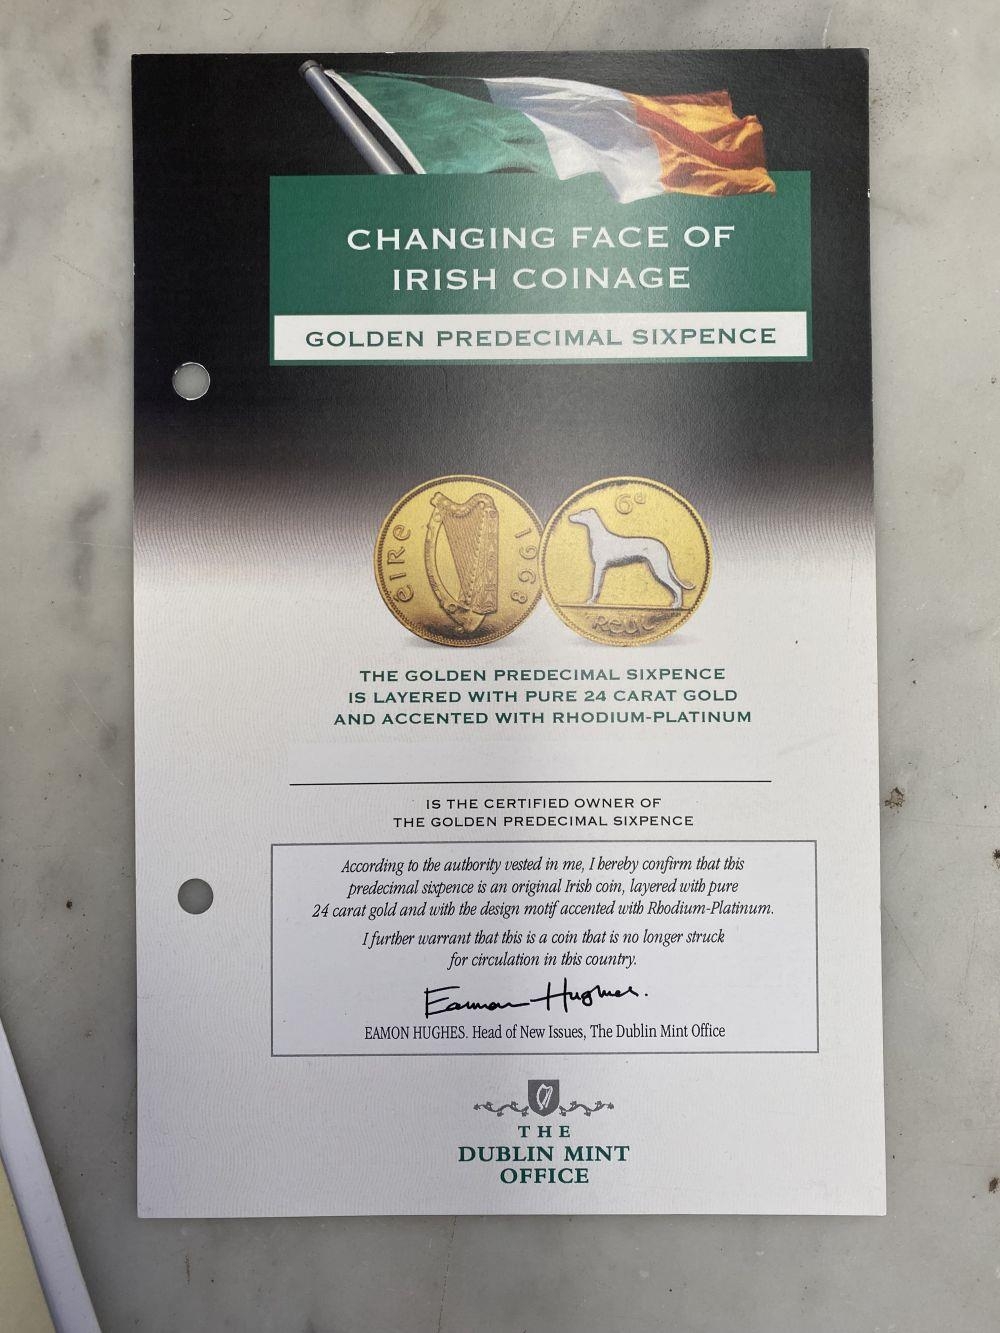 CHANGING FACE OF
IRISH COINAGE
GOLDEN PREDECIMAL SIXPENCE
éire
1968
6d
Reul
THE GOLDEN PREDECIMAL SIXPENCE
IS LAYERED WITH PURE 24 CARAT GOLD
AND ACCENTED WITH RHODIUM-PLATINUM
IS THE CERTIFIED OWNER OF
THE GOLDEN PREDECIMAL SIXPENCE
According to the authority vested in me, I hereby confirm that this
predecimal sixpence is an original Irish coin, layered with pure
24 carat gold and with the design motif accented with Rhodium-Platinum.
I further warrant that this is a coin that is no longer struck
for circulation in this country.
Eamon Hughes.
EAMON HUGHES. Head of New Issues, The Dublin Mint Office
THE
DUBLIN MINT
OFFICE